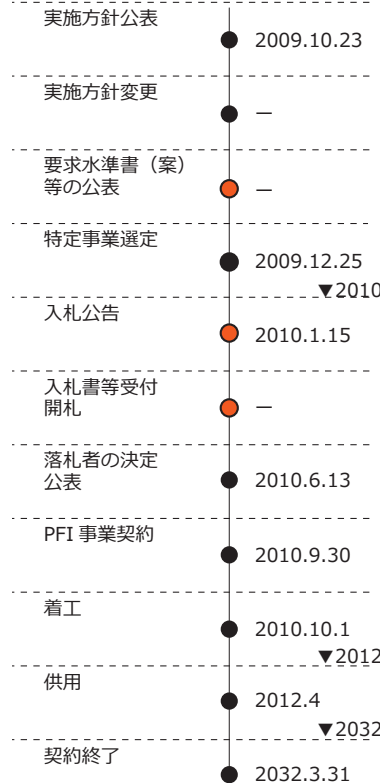 実施方針公表
2009.10.23
実施方針変更
—
要求水準書（案）
等の公表
—
特定事業選定
2009.12.25
▼2010
入札公告
2010.1.15
入札書等受付
開札
—
落札者の決定
公表
2010.6.13
PFI 事業契約
2010.9.30
着工
2010.10.1
▼2012
供用
2012.4
▼2032
契約終了
2032.3.31